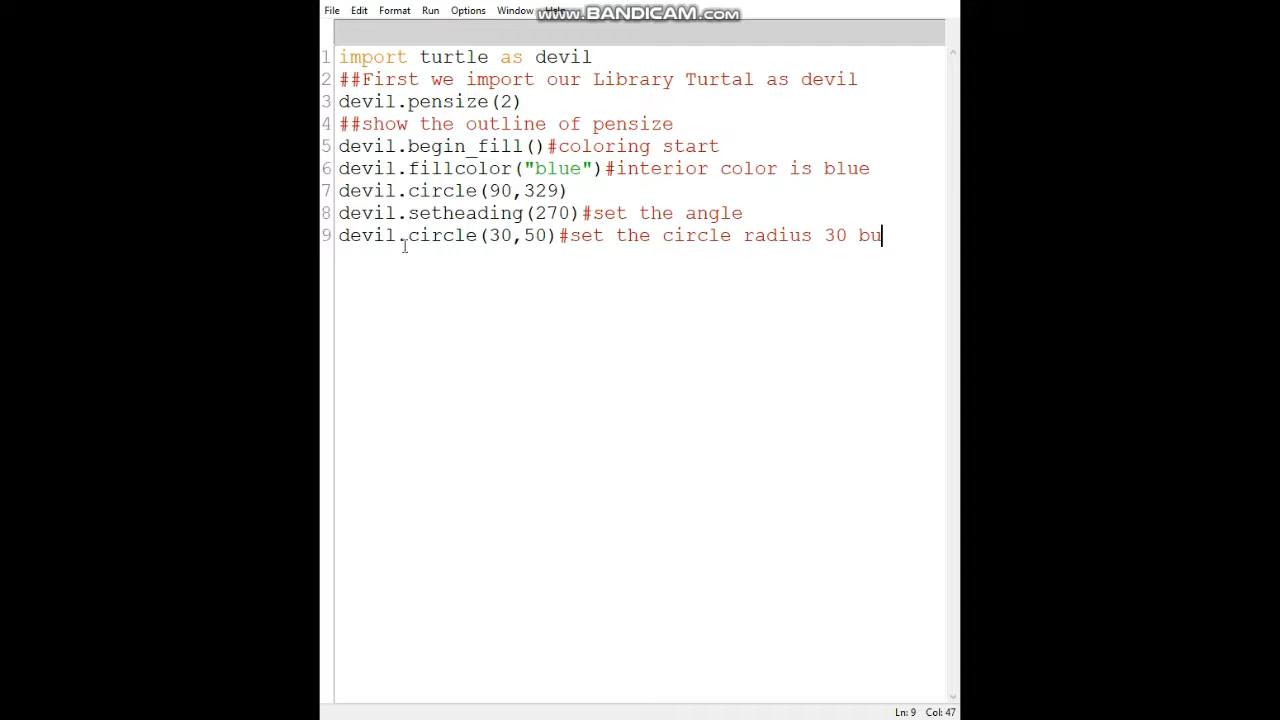 File Edit Format Run Options Window Help
www.BANDICAM.com
1 import turtle as devil
2 ##First we import our Library Turtal as devil
3 devil.pensize(2)
4 ##show the outline of pensize
5 devil.begin_fill()#coloring start
6 devil.fillcolor("blue")#interior color is blue
7 devil.circle(90,329)
8 devil.setheading(270)#set the angle
9 devil.circle(30,50)#set the circle radius 30 bu
Ln: 9 Col: 47